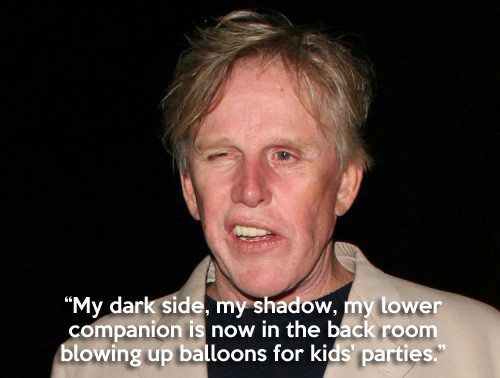 “My dark side, my shadow, my lower
companion is now in the back room
blowing up balloons for kids' parties.”